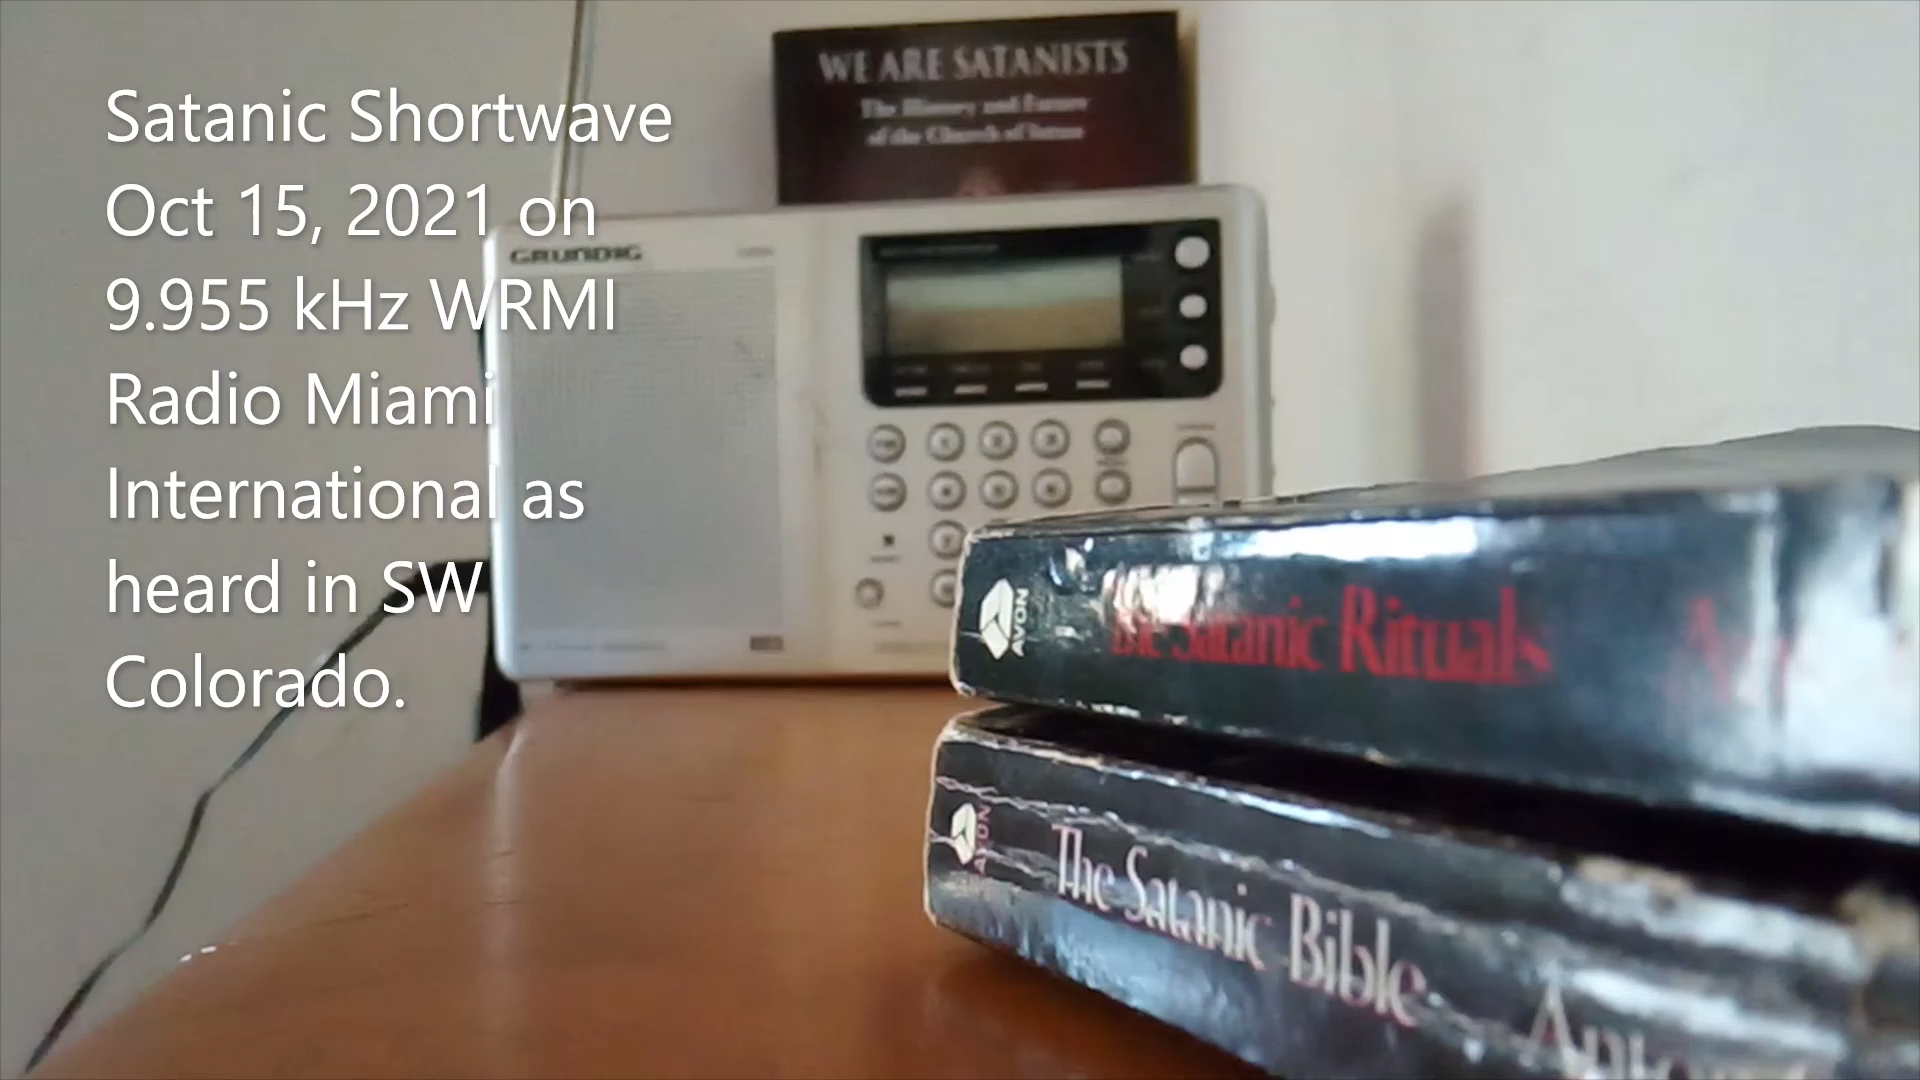 Satanic Shortwave
Oct 15, 2021 on
9.955 kHz WRMI
Radio Miami
International as
heard in SW
Colorado.
WE ARE SATANISTS
The History and Future
of the Church of Satan
GRUNDIG
AVON
The Satanic Rituals
AVON
The Satanic Bible